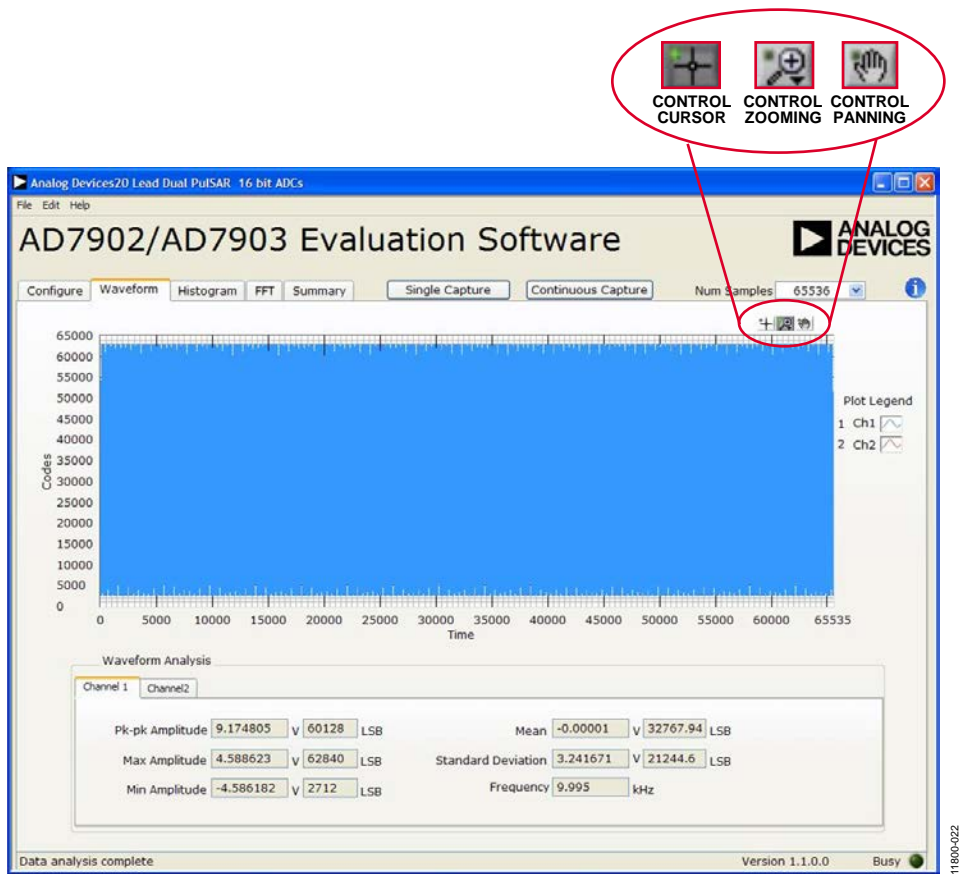 CONTROL CURSOR
CONTROL ZOOMING
CONTROL PANNING
Analog Devices20 Lead Dual PulSAR 16 bit ADCs
File Edit Help
AD7902/AD7903 Evaluation Software
ANALOG DEVICES
Configure Waveform Histogram FFT Summary Single Capture Continuous Capture Num Samples 65536
65000
60000
55000
50000
45000
40000
35000
30000
25000
20000
15000
10000
5000
0
Codes
0 5000 10000 15000 20000 25000 30000 35000 40000 45000 50000 55000 60000 65535
Time
Plot Legend
1 Ch1
2 Ch2
Waveform Analysis
Channel 1 Channel2
Pk-pk Amplitude 9.174805 V 60128 LSB Mean -0.00001 V 32767.94 LSB
Max Amplitude 4.588623 V 62840 LSB Standard Deviation 3.241671 V 21244.6 LSB
Min Amplitude -4.586182 V 2712 LSB Frequency 9.995 kHz
Data analysis complete Version 1.1.0.0 Busy
11800-022